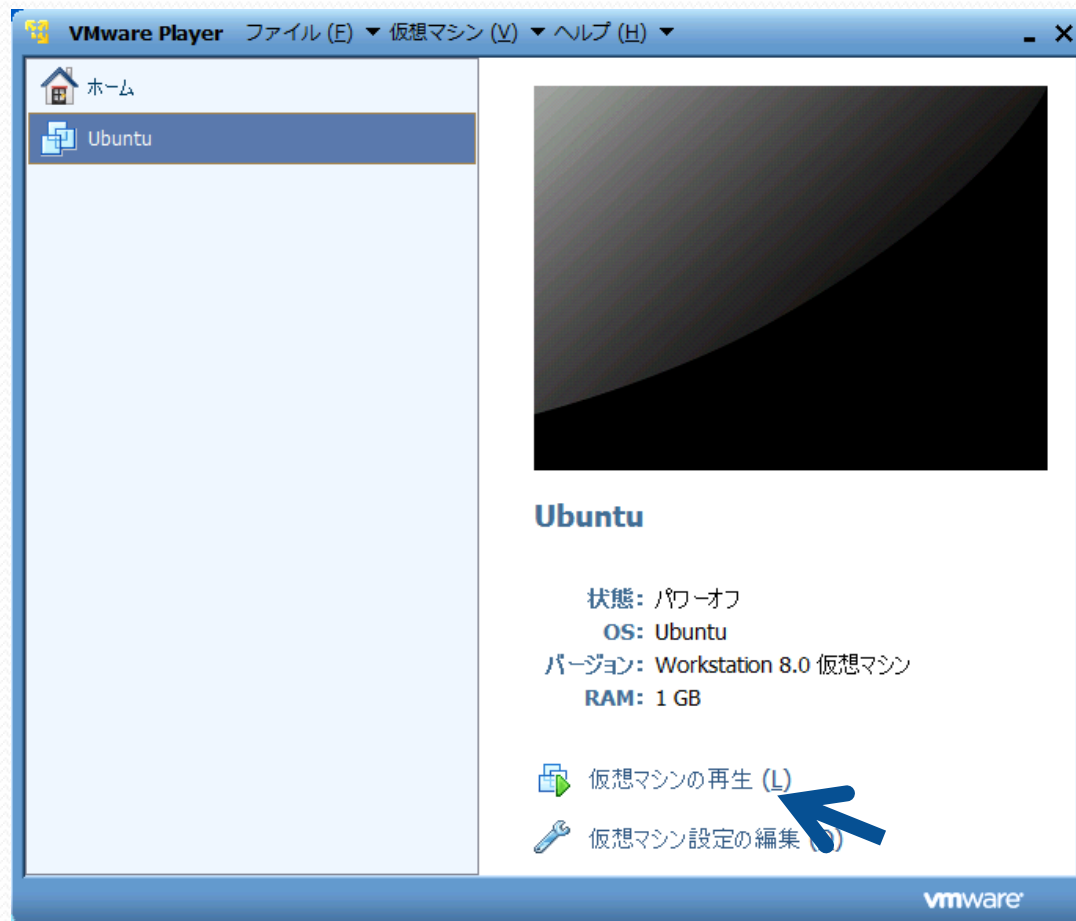 VMware Player ファイル (F) ▼ 仮想マシン (V) ▼ ヘルプ (H) ▼
ホーム
Ubuntu
Ubuntu
状態: パワーオフ
OS: Ubuntu
バージョン: Workstation 8.0 仮想マシン
RAM: 1 GB
仮想マシンの再生 (L)
仮想マシン設定の編集
vmware